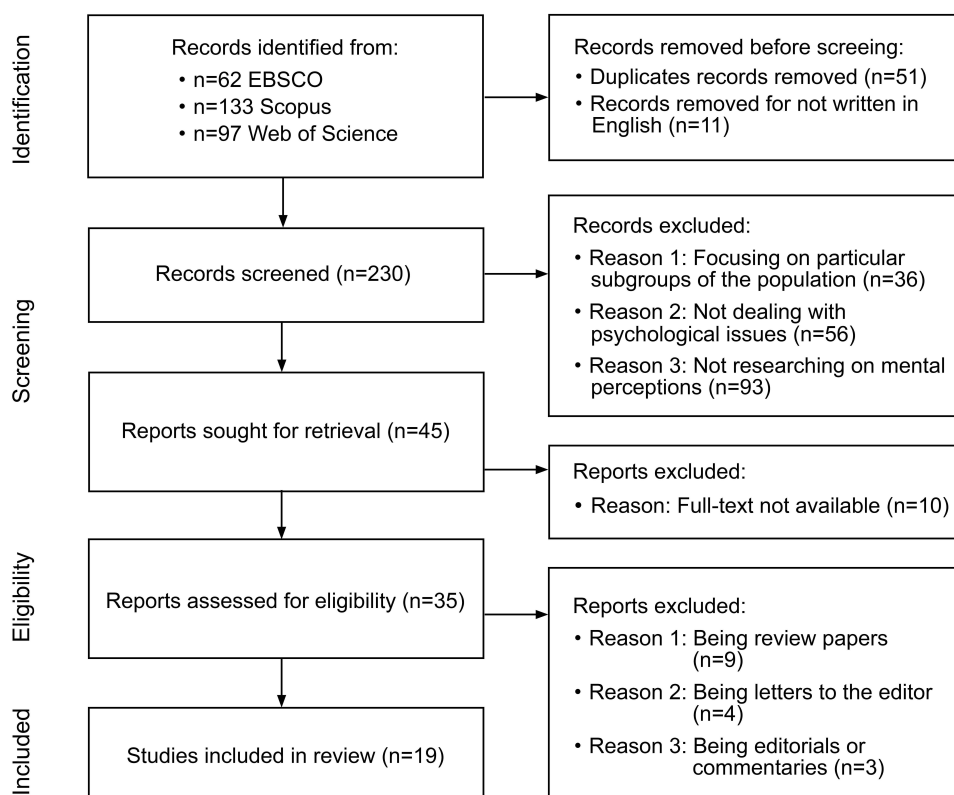 Identification
Records identified from:
• n=62 EBSCO
• n=133 Scopus
• n=97 Web of Science
Records removed before screeing:
• Duplicates records removed (n=51)
• Records removed for not written in
English (n=11)
Screening
Records screened (n=230)
Records excluded:
• Reason 1: Focusing on particular
subgroups of the population (n=36)
• Reason 2: Not dealing with
psychological issues (n=56)
• Reason 3: Not researching on mental
perceptions (n=93)
Reports sought for retrieval (n=45)
Reports excluded:
• Reason: Full-text not available (n=10)
Eligibility
Reports assessed for eligibility (n=35)
Reports excluded:
• Reason 1: Being review papers
(n=9)
• Reason 2: Being letters to the editor
(n=4)
• Reason 3: Being editorials or
commentaries (n=3)
Included
Studies included in review (n=19)